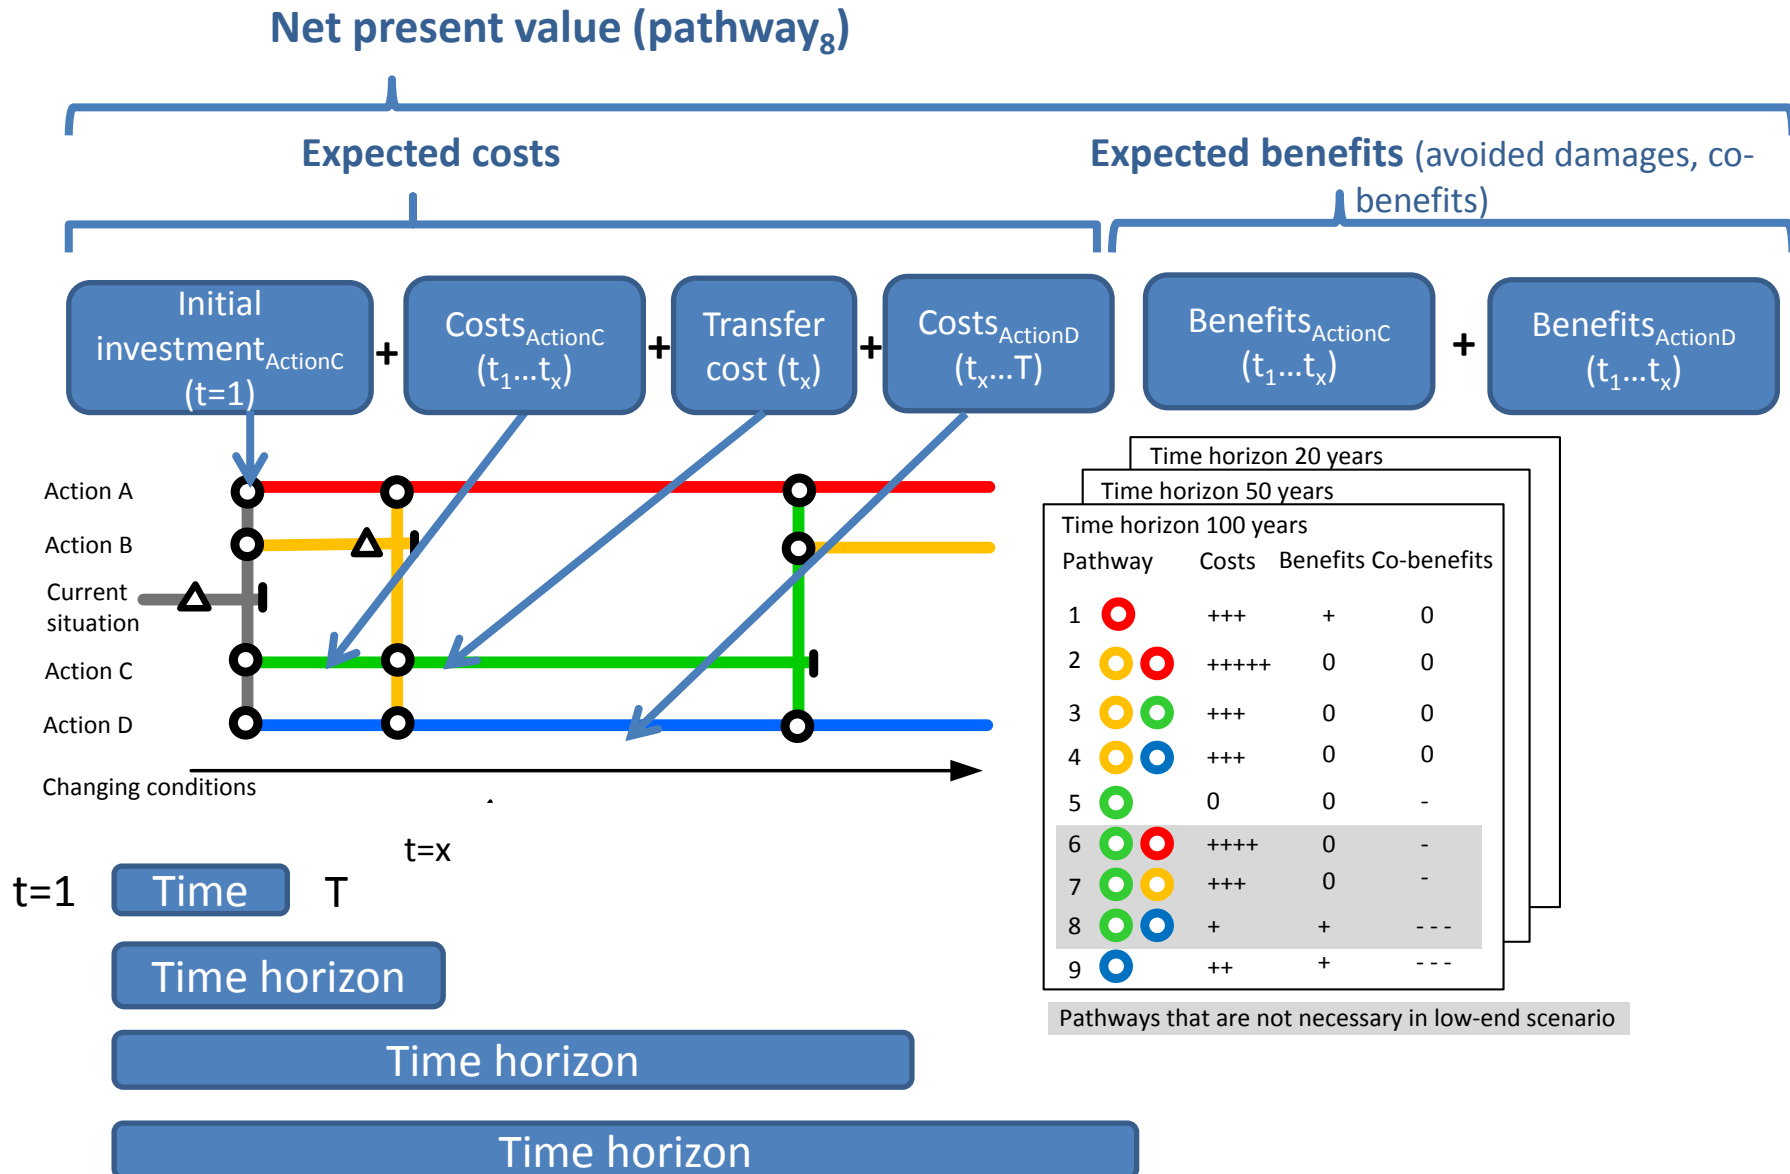 Net present value (pathway8)
Expected costs
Expected benefits (avoided damages, co-
benefits)
Initial
investmentActionC
(t=1)
+
CostsActionC
(t1...tx)
+
Transfer
cost (tx)
+
CostsActionD
(tx...T)
BenefitsActionC
(t1...tx)
+
BenefitsActionD
(t1...tx)
Action A
Action B
Current
situation
Action C
Action D
Changing conditions
t=x
t=1
Time
T
Time horizon
Time horizon
Time horizon
Time horizon 20 years
Time horizon 50 years
Time horizon 100 years
Pathway Costs Benefits Co-benefits
1 +++ + 0
2 +++++ 0 0
3 +++ 0 0
4 +++ 0 0
5 0 0 -
6 ++++ 0 -
7 +++ 0 -
8 + + - - -
9 ++ + - - -
Pathways that are not necessary in low-end scenario